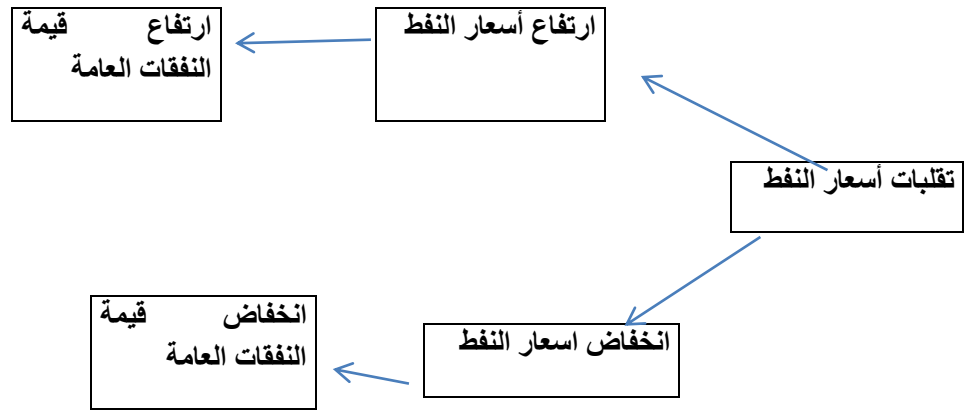 تقلبات أسعار النفط
ارتفاع أسعار النفط
ارتفاع قيمة
النفقات العامة
انخفاض اسعار النفط
انخفاض قيمة
النفقات العامة